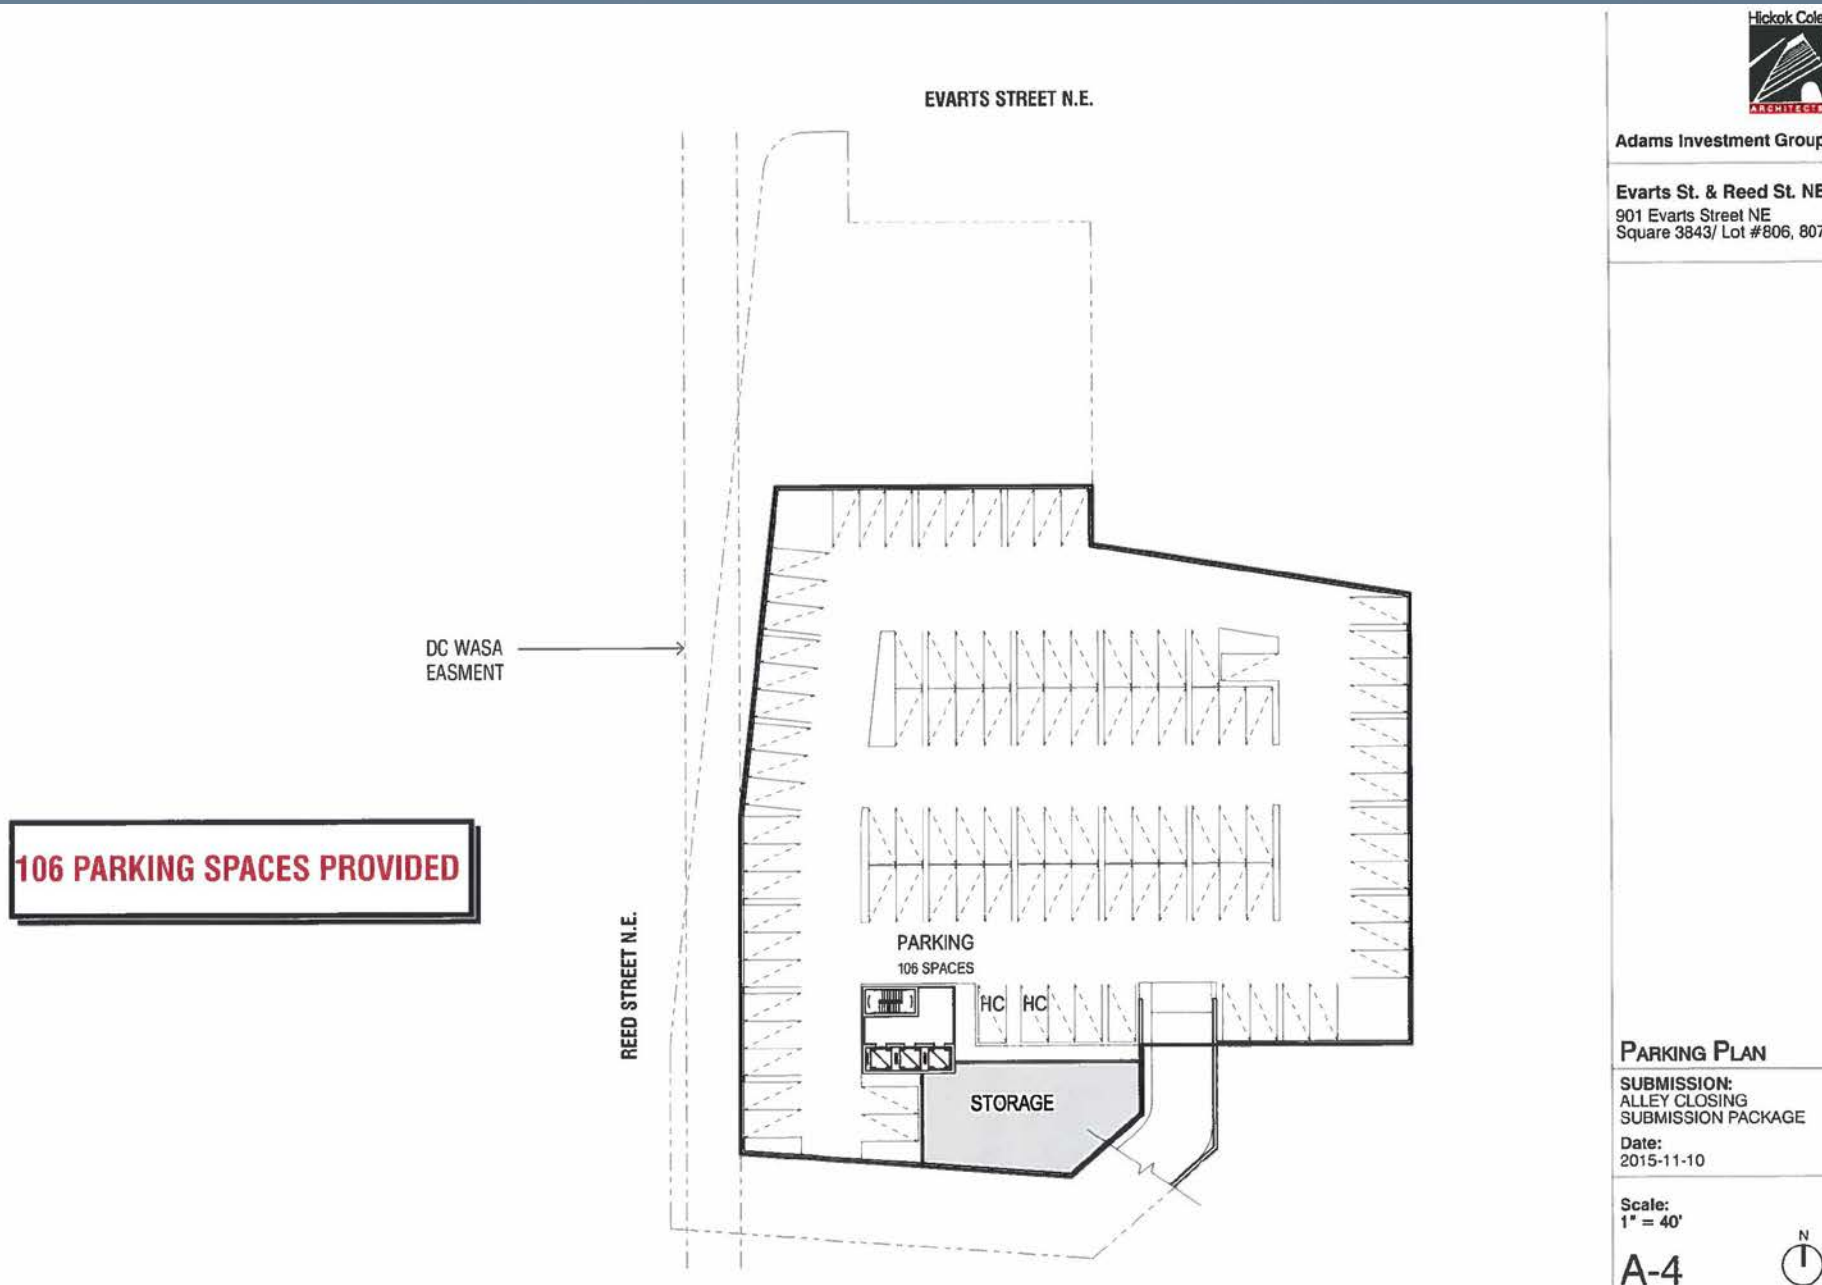 Hickok Cole
ARCHITECTS
EVARTS STREET N.E.
Adams Investment Group
Evarts St. & Reed St. NE
901 Evarts Street NE
Square 3843/ Lot #806, 807
DC WASA
EASMENT
106 PARKING SPACES PROVIDED
REED STREET N.E.
PARKING
106 SPACES
HC
HC
STORAGE
PARKING PLAN
SUBMISSION:
ALLEY CLOSING
SUBMISSION PACKAGE
Date:
2015-11-10
Scale:
1" = 40'
A-4
N